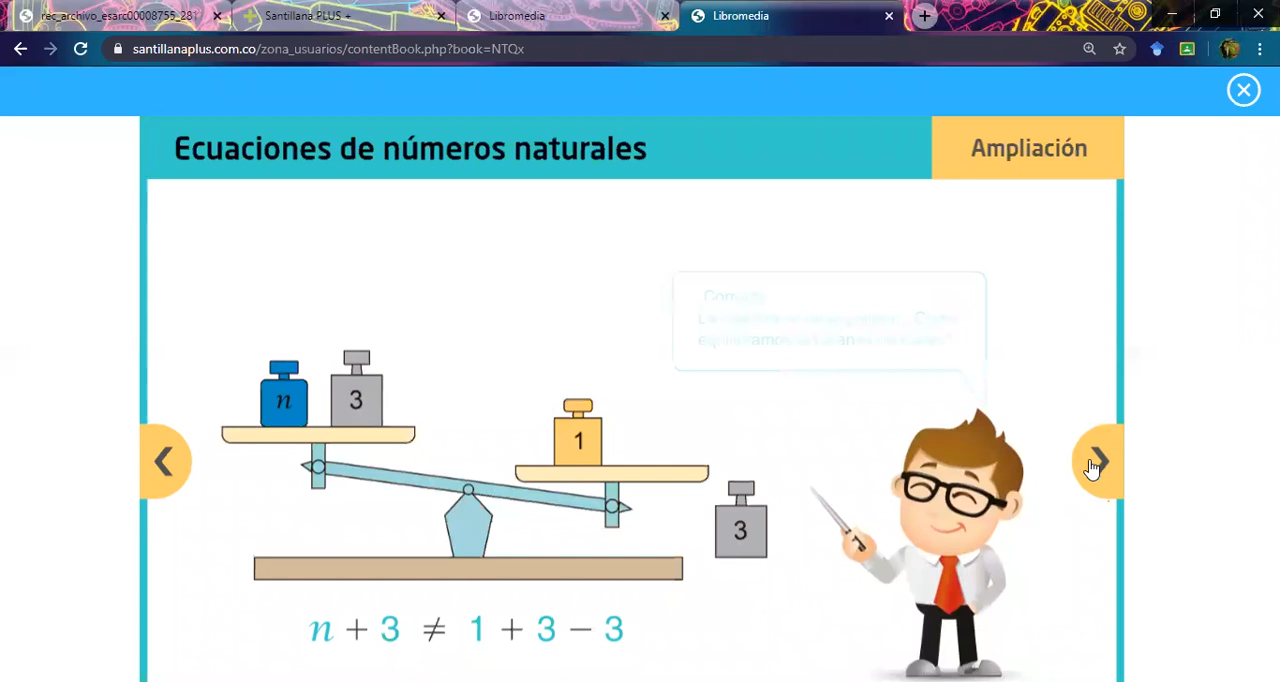 rec_archivo_esarc00008755_281
Santillana PLUS +
Libromedia
Libromedia
santillanaplus.com.co/zona_usuarios/contentBook.php?book=NTQx
Ecuaciones de números naturales
Ampliación
n
3
1
3
n + 3 ≠ 1 + 3 − 3